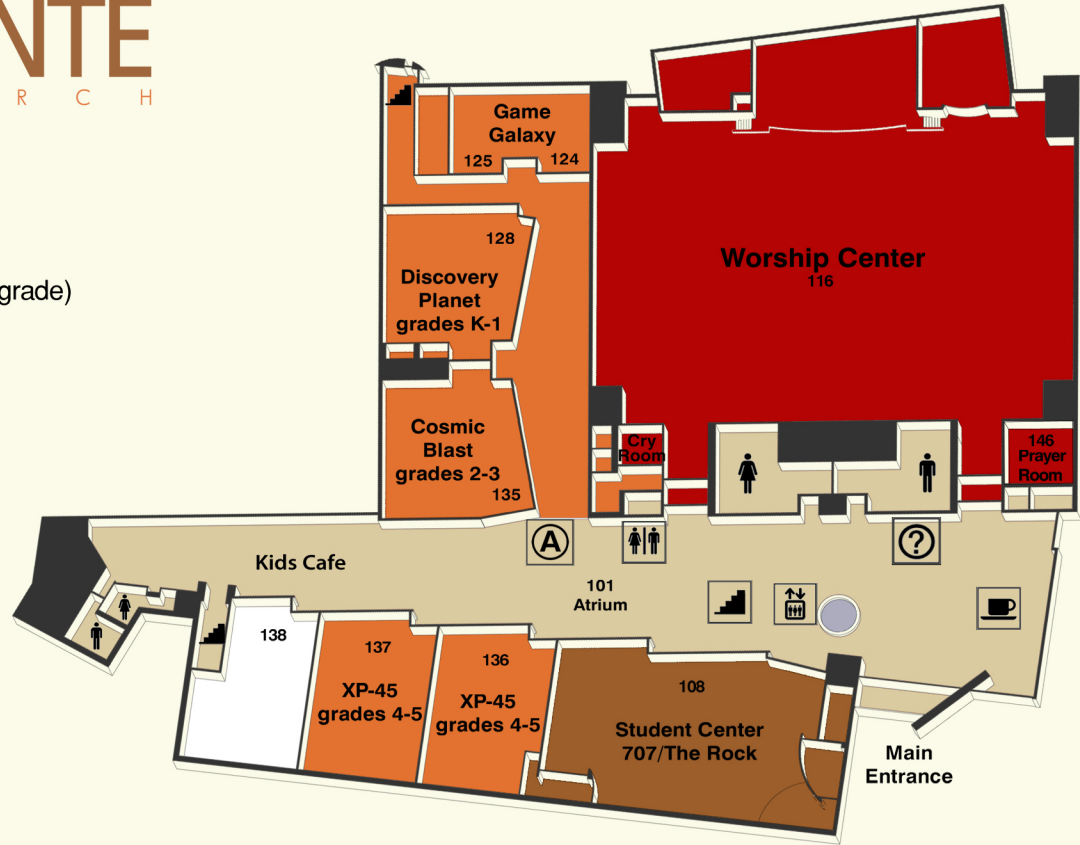 NTE
R C H
grade)
Game
Galaxy
125 124
128
Discovery
Planet
grades K-1
Cosmic
Blast
grades 2-3
135
Worship Center
116
Cry
Room
146
Prayer
Room
A
?
Kids Cafe
101
Atrium
138
137
XP-45
grades 4-5
136
XP-45
grades 4-5
108
Student Center
707/The Rock
Main
Entrance